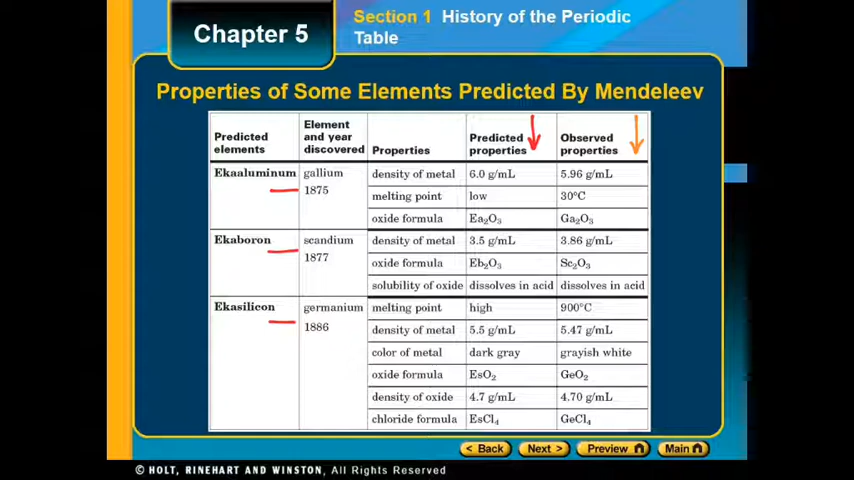 Chapter 5
Section 1 History of the Periodic
Table
Properties of Some Elements Predicted By Mendeleev
Predicted elements | Element and year discovered | Properties | Predicted properties | Observed properties
Ekaaluminum | gallium 1875 | density of metal | 6.0 g/mL | 5.96 g/mL
melting point | low | 30°C
oxide formula | Ea₂O₃ | Ga₂O₃
Ekaboron | scandium 1877 | density of metal | 3.5 g/mL | 3.86 g/mL
oxide formula | Eb₂O₃ | Sc₂O₃
solubility of oxide | dissolves in acid | dissolves in acid
Ekasilicon | germanium 1886 | melting point | high | 900°C
density of metal | 5.5 g/mL | 5.47 g/mL
color of metal | dark gray | grayish white
oxide formula | EsO₂ | GeO₂
density of oxide | 4.7 g/mL | 4.70 g/mL
chloride formula | EsCl₄ | GeCl₄
< Back Next > Preview Main
© HOLT, RINEHART AND WINSTON, All Rights Reserved